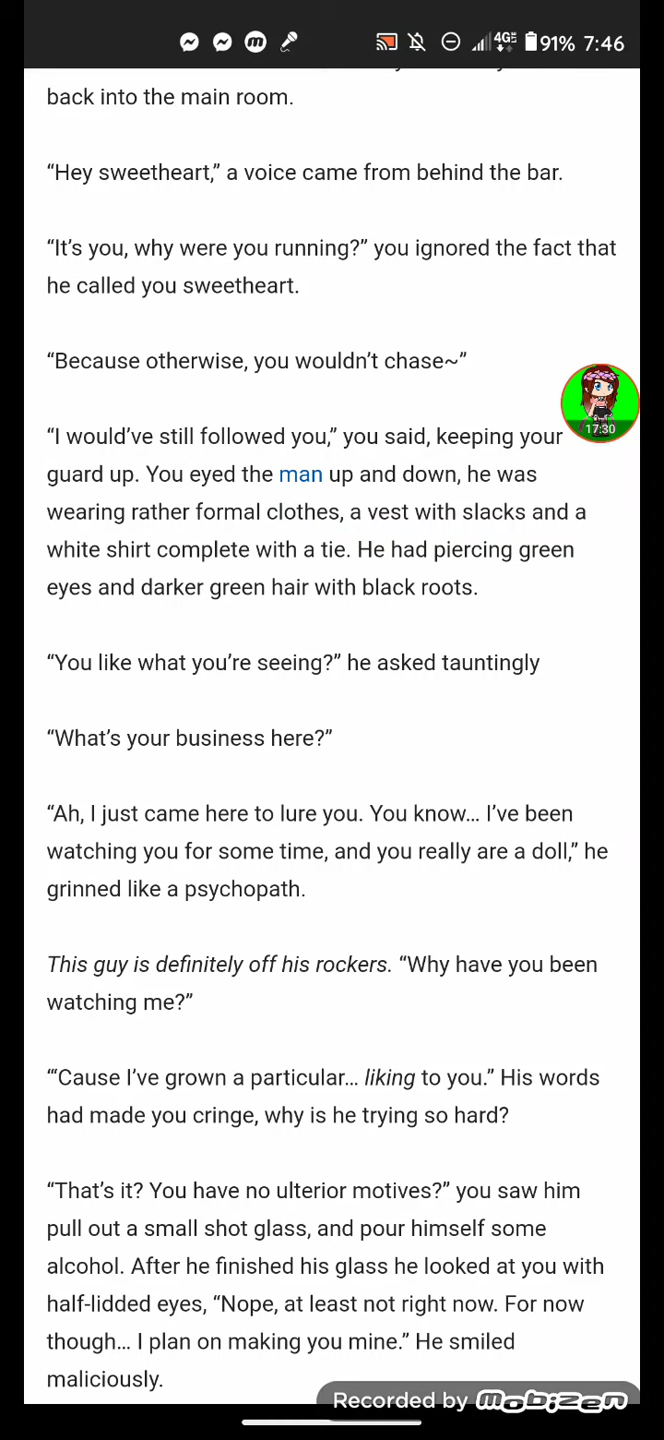 4GE 91% 7:46
back into the main room.
“Hey sweetheart,” a voice came from behind the bar.
“It’s you, why were you running?” you ignored the fact that
he called you sweetheart.
“Because otherwise, you wouldn’t chase~”
“I would’ve still followed you,” you said, keeping your
17:30
guard up. You eyed the man up and down, he was
wearing rather formal clothes, a vest with slacks and a
white shirt complete with a tie. He had piercing green
eyes and darker green hair with black roots.
“You like what you’re seeing?” he asked tauntingly
“What’s your business here?”
“Ah, I just came here to lure you. You know… I’ve been
watching you for some time, and you really are a doll,” he
grinned like a psychopath.
This guy is definitely off his rockers. “Why have you been
watching me?”
“‘Cause I’ve grown a particular… liking to you.” His words
had made you cringe, why is he trying so hard?
“That’s it? You have no ulterior motives?” you saw him
pull out a small shot glass, and pour himself some
alcohol. After he finished his glass he looked at you with
half-lidded eyes, “Nope, at least not right now. For now
though… I plan on making you mine.” He smiled
maliciously.
Recorded by Mobizen